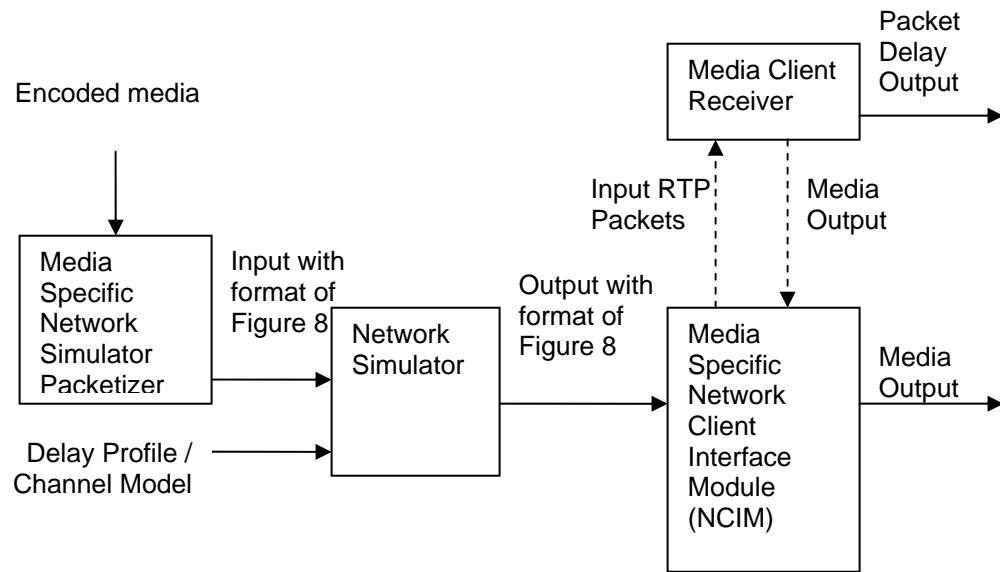 Encoded media
Media
Specific
Network
Simulator
Packetizer
Input with
format of
Figure 8
Delay Profile /
Channel Model
Network
Simulator
Output with
format of
Figure 8
Media Client
Receiver
Packet
Delay
Output
Input RTP
Packets
Media
Output
Media
Specific
Network
Client
Interface
Module
(NCIM)
Media
Output